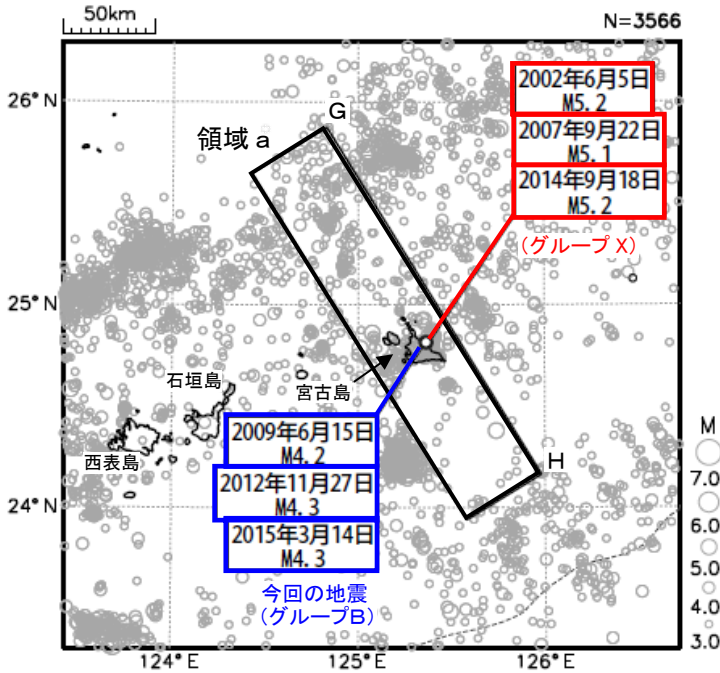 50km
N=3566
26°N
25°N
24°N
124°E
125°E
126°E
領域a
G
H
2002年6月5日
M5.2
2007年9月22日
M5.1
2014年9月18日
M5.2
(グループX)
宮古島
石垣島
西表島
2009年6月15日
M4.2
2012年11月27日
M4.3
2015年3月14日
M4.3
今回の地震
(グループB)
M
7.0
6.0
5.0
4.0
3.0